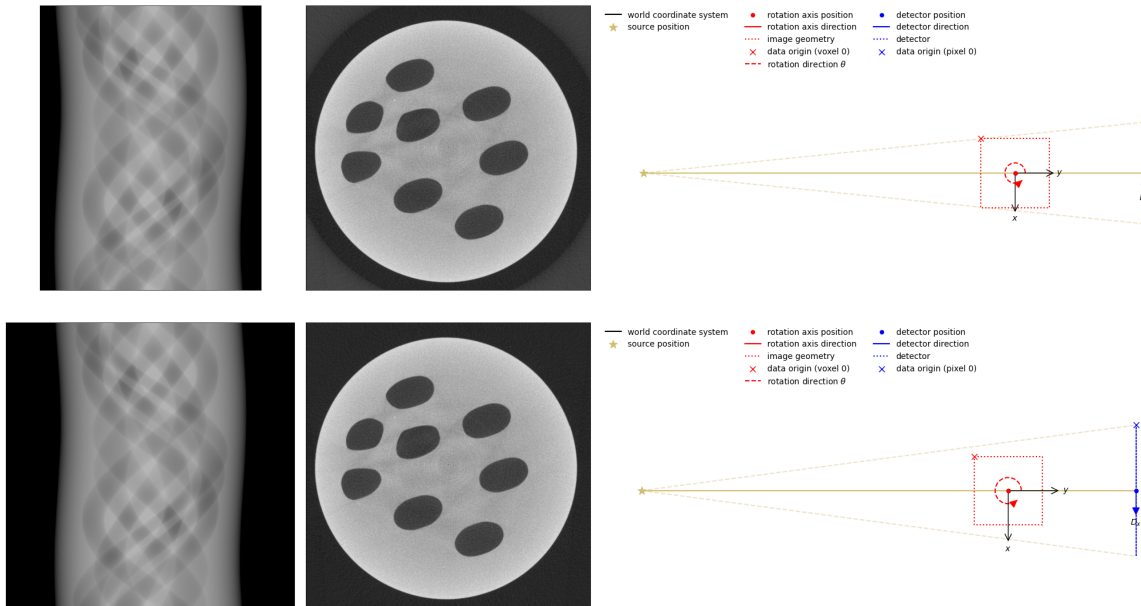 world coordinate system
source position
rotation axis position
rotation axis direction
image geometry
data origin (voxel 0)
rotation direction θ
detector position
detector direction
detector
data origin (pixel 0)
y
x
world coordinate system
source position
rotation axis position
rotation axis direction
image geometry
data origin (voxel 0)
rotation direction θ
detector position
detector direction
detector
data origin (pixel 0)
y
x
Dₓ